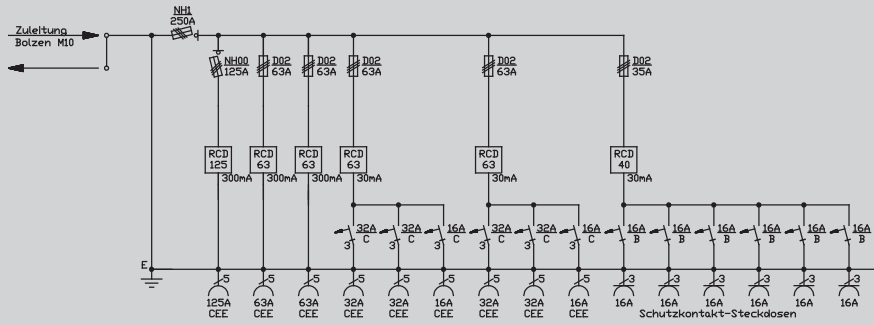 NH1
250A
Zuleitung
Bolzen M10
NH00
125A
D02
63A
D02
63A
D02
63A
D02
63A
D02
35A
RCD
125
300mA
RCD
63
300mA
RCD
63
300mA
RCD
63
30mA
RCD
63
30mA
RCD
40
30mA
32A
C
3
32A
C
3
16A
C
3
32A
C
3
32A
C
3
16A
C
3
16A
B
16A
B
16A
B
16A
B
16A
B
16A
B
E
5
5
5
5
5
5
5
5
5
3
3
3
3
3
3
125A
CEE
63A
CEE
63A
CEE
32A
CEE
32A
CEE
16A
CEE
32A
CEE
32A
CEE
16A
CEE
16A
16A
16A
16A
16A
16A
Schutzkontakt-Steckdosen